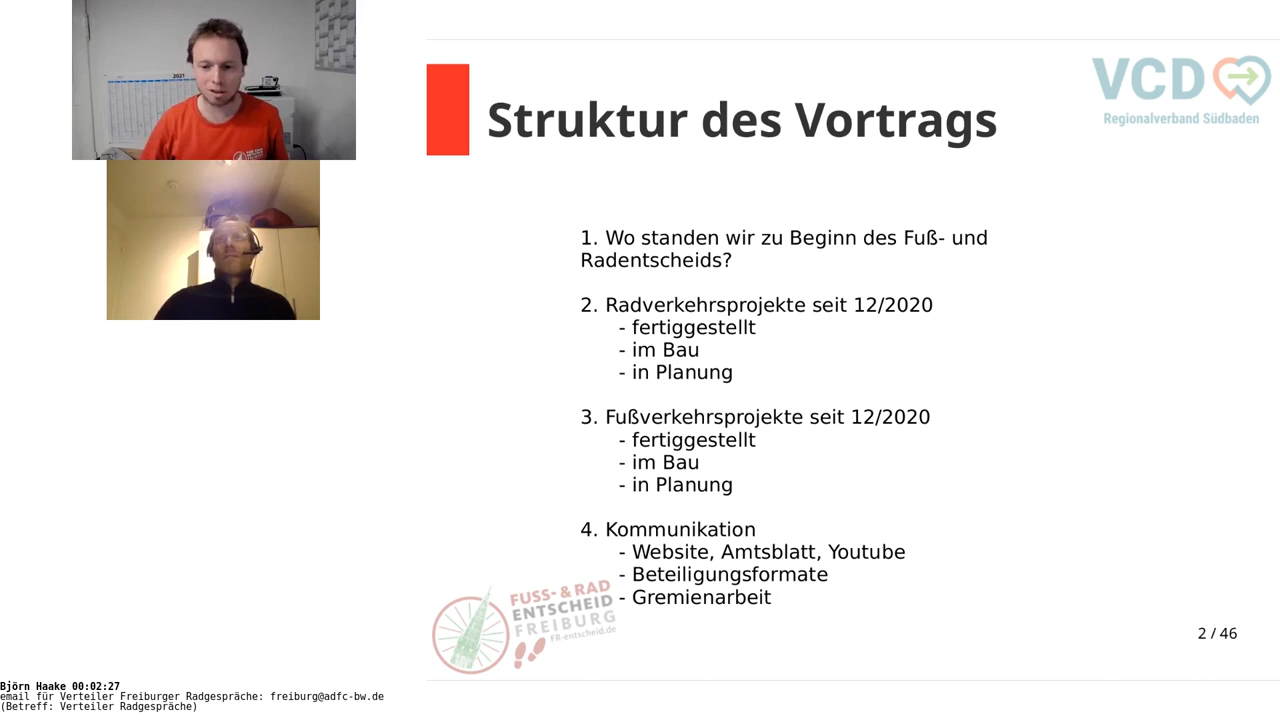 2021
VCD
Regionalverband Südbaden
Struktur des Vortrags
1. Wo standen wir zu Beginn des Fuß- und
Radentscheids?
2. Radverkehrsprojekte seit 12/2020
- fertiggestellt
- im Bau
- in Planung
3. Fußverkehrsprojekte seit 12/2020
- fertiggestellt
- im Bau
- in Planung
4. Kommunikation
- Website, Amtsblatt, Youtube
- Beteiligungsformate
- Gremienarbeit
FUSS- & RAD
ENTSCHEID
FREIBURG
FR-entscheid.de
2 / 46
Björn Haake 00:02:27
email für Verteiler Freiburger Radgespräche: freiburg@adfc-bw.de
(Betreff: Verteiler Radgespräche)